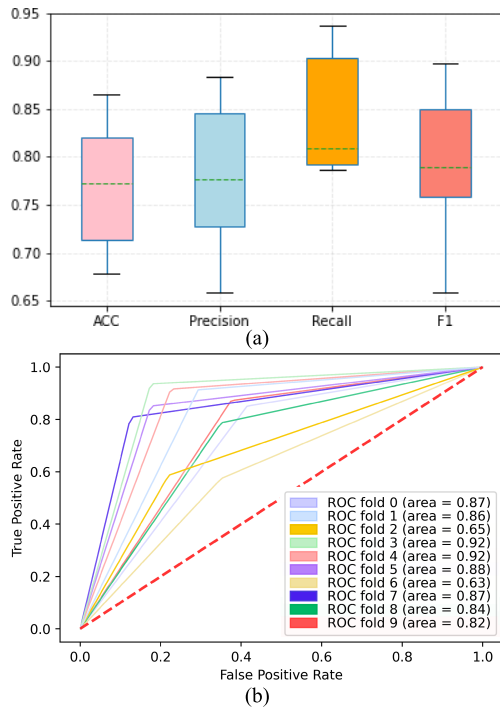 0.95
0.90
0.85
0.80
0.75
0.70
0.65
ACC Precision Recall F1
(a)
1.0
0.8
0.6
0.4
0.2
0.0
True Positive Rate
ROC fold 0 (area = 0.87)
ROC fold 1 (area = 0.86)
ROC fold 2 (area = 0.65)
ROC fold 3 (area = 0.92)
ROC fold 4 (area = 0.92)
ROC fold 5 (area = 0.88)
ROC fold 6 (area = 0.63)
ROC fold 7 (area = 0.87)
ROC fold 8 (area = 0.84)
ROC fold 9 (area = 0.82)
0.0 0.2 0.4 0.6 0.8 1.0
False Positive Rate
(b)